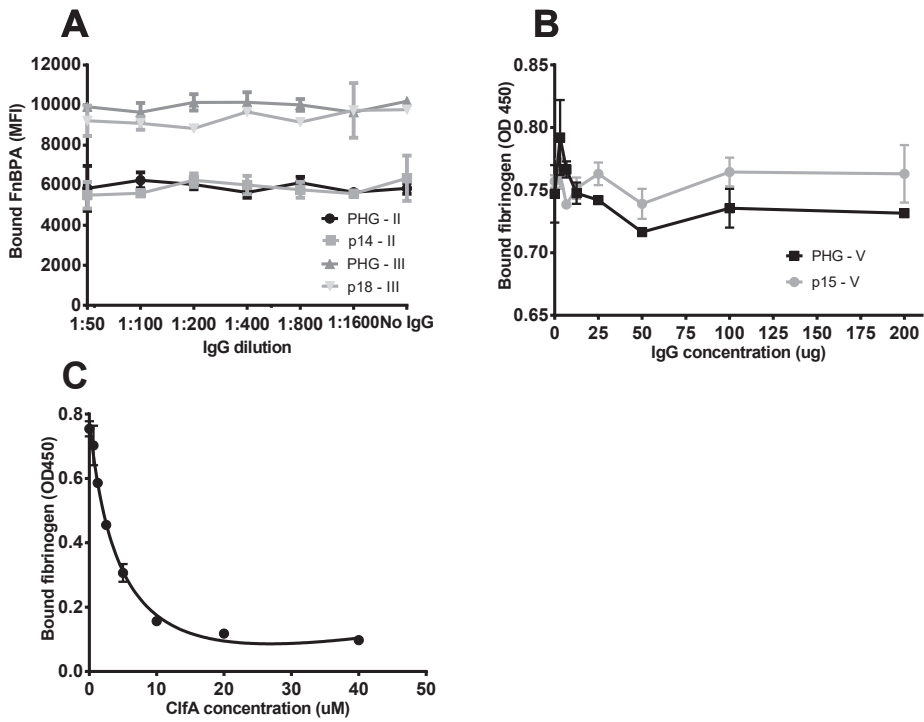 A
12000
10000
8000
6000
4000
2000
0
Bound FnBPA (MFI)
PHG - II
p14 - II
PHG - III
p18 - III
1:50 1:100 1:200 1:400 1:800 1:1600 No IgG
IgG dilution
B
0.85
0.80
0.75
0.70
0.65
Bound fibrinogen (OD 450)
PHG - V
p15 - V
0 25 50 75 100 125 150 175 200
IgG concentration (ug)
C
0.8
0.6
0.4
0.2
0.0
Bound fibrinogen (OD450)
0 10 20 30 40 50
ClfA concentration (uM)